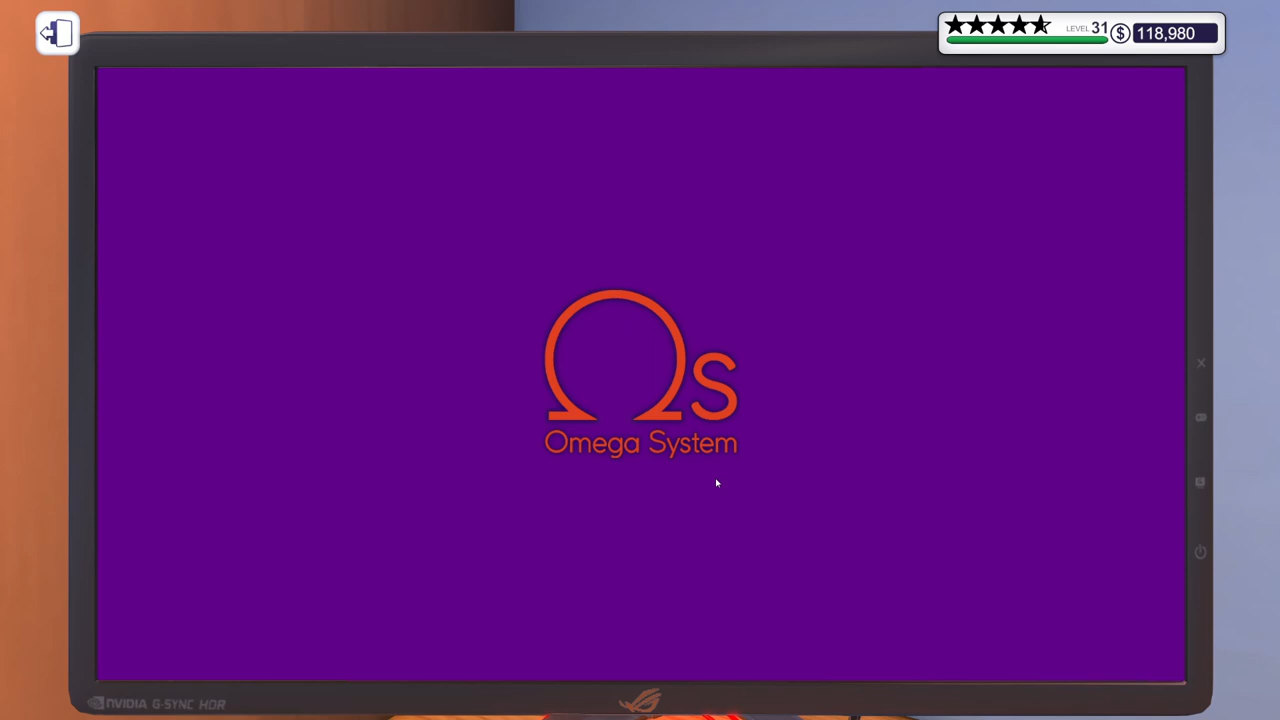 LEVEL 31 $ 118,980
Ωs
Omega System
NVIDIA G-SYNC HDR